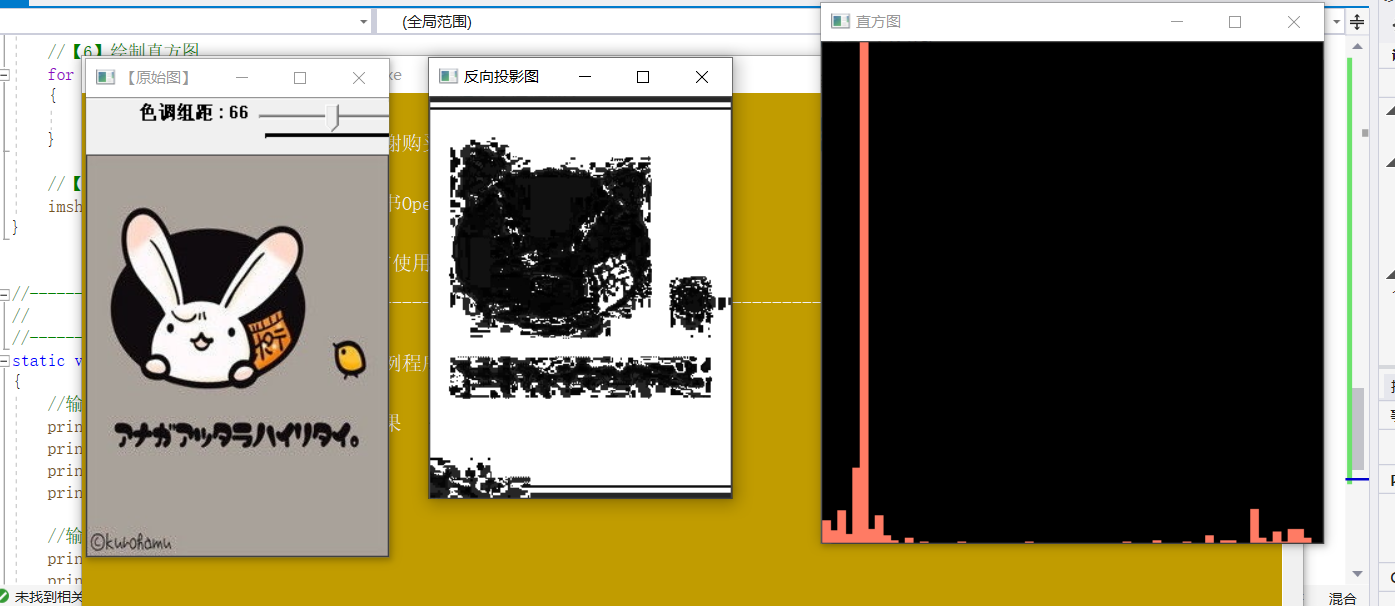 (全局范围)
直方图
//【6】绘制直方图
for
{
}
//【
imsh
}
//-------
//
//-------
static v
{
//输
prin
prin
prin
prin
//输
prin
prin
未找到相关
【原始图】
色调组距:66
アナガアッタラハイリタイ。
©kurohamu
xe
谢购买
书Ope
使用
例程序
果
反向投影图
混合